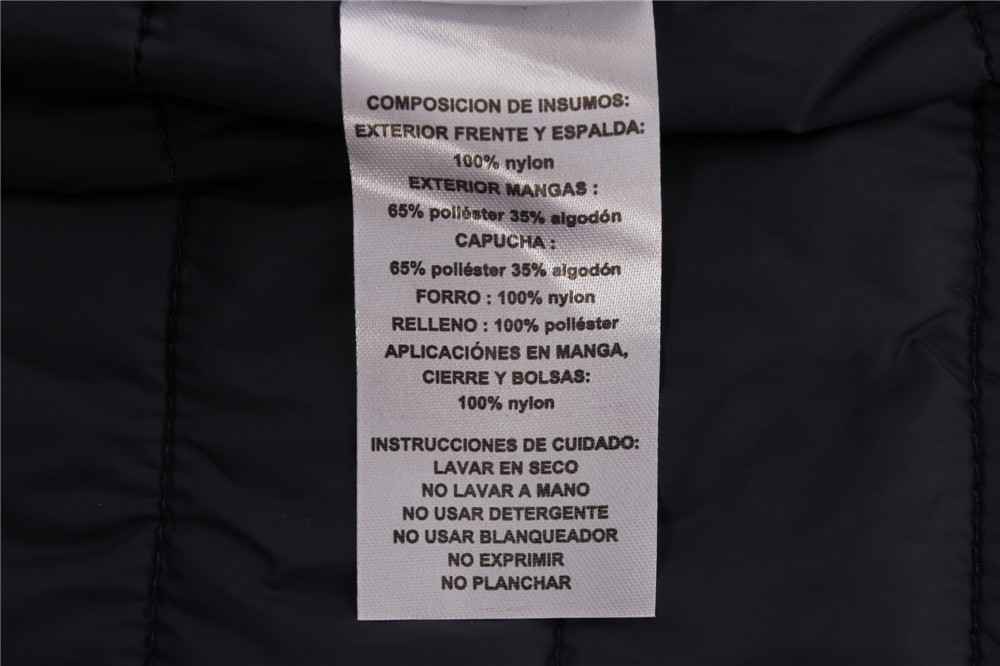 COMPOSICION DE INSUMOS:
EXTERIOR FRENTE Y ESPALDA:
100% nylon
EXTERIOR MANGAS :
65% poliéster 35% algodón
CAPUCHA :
65% poliéster 35% algodón
FORRO : 100% nylon
RELLENO : 100% poliéster
APLICACIÓNES EN MANGA,
CIERRE Y BOLSAS:
100% nylon
INSTRUCCIONES DE CUIDADO:
LAVAR EN SECO
NO LAVAR A MANO
NO USAR DETERGENTE
NO USAR BLANQUEADOR
NO EXPRIMIR
NO PLANCHAR